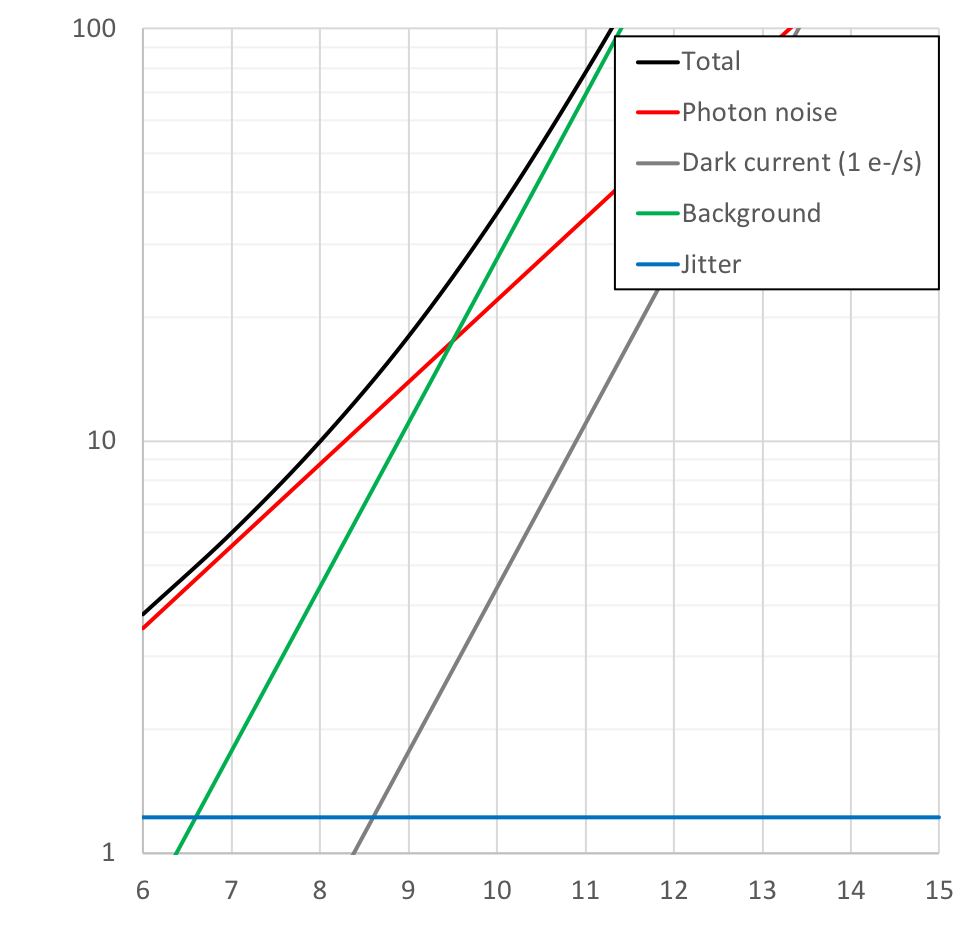 100
10
1
Total
Photon noise
Dark current (1 e-/s)
Background
Jitter
6 7 8 9 10 11 12 13 14 15